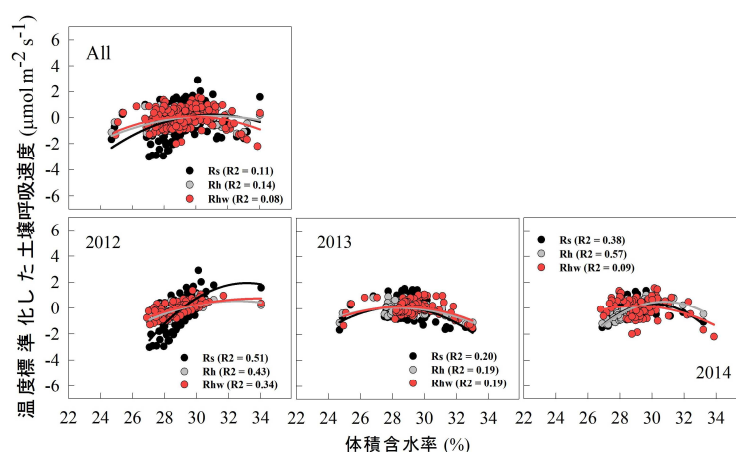 温度標準化した土壌呼吸速度 (μmol m⁻² s⁻¹)
6
4
2
0
-2
-4
-6
All
Rs (R2 = 0.11)
Rh (R2 = 0.14)
Rhw (R2 = 0.08)
6
4
2
0
-2
-4
-6
2012
Rs (R2 = 0.51)
Rh (R2 = 0.43)
Rhw (R2 = 0.34)
2013
Rs (R2 = 0.20)
Rh (R2 = 0.19)
Rhw (R2 = 0.19)
Rs (R2 = 0.38)
Rh (R2 = 0.57)
Rhw (R2 = 0.09)
2014
22 24 26 28 30 32 34 22 24 26 28 30 32 34 22 24 26 28 30 32 34 36
体積含水率 (%)